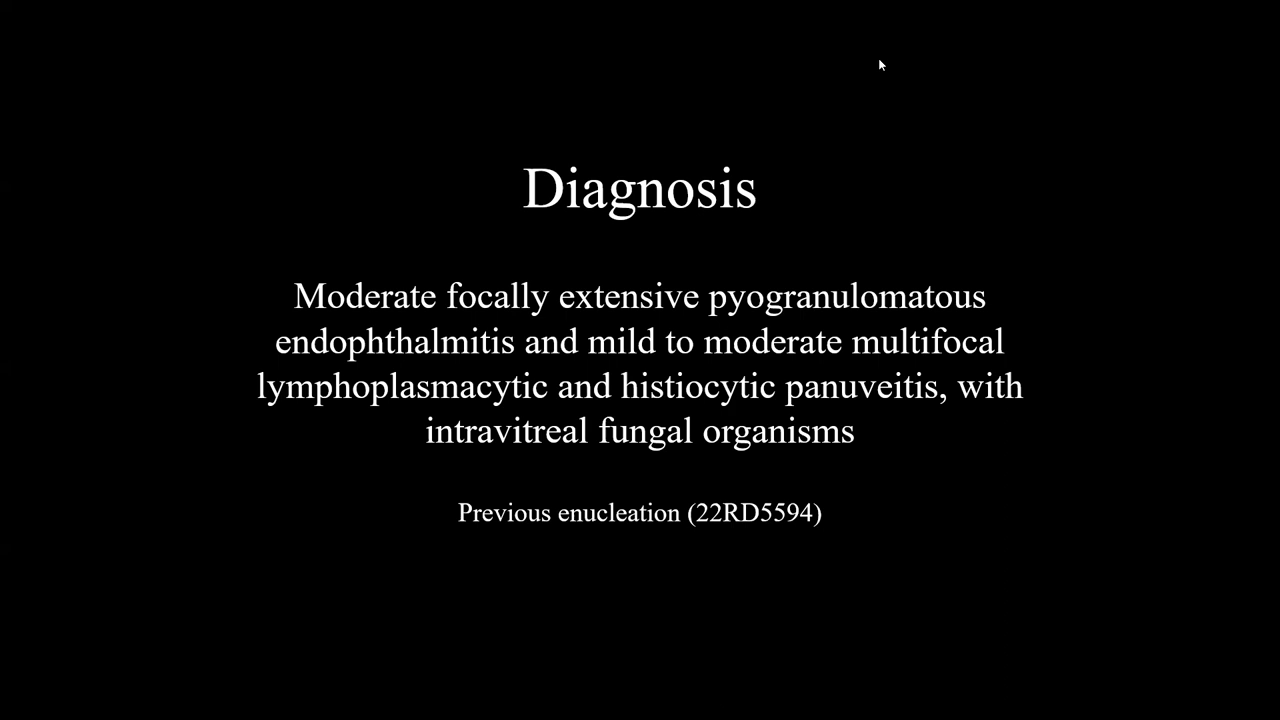 Diagnosis
Moderate focally extensive pyogranulomatous
endophthalmitis and mild to moderate multifocal
lymphoplasmacytic and histiocytic panuveitis, with
intravitreal fungal organisms
Previous enucleation (22RD5594)